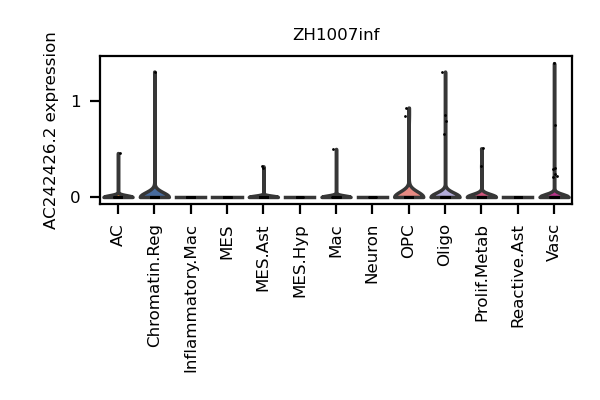 ZH1007inf
AC242426.2 expression
1
0
AC
Chromatin.Reg
Inflammatory.Mac
MES
MES.Ast
MES.Hyp
Mac
Neuron
OPC
Oligo
Prolif.Metab
Reactive.Ast
Vasc